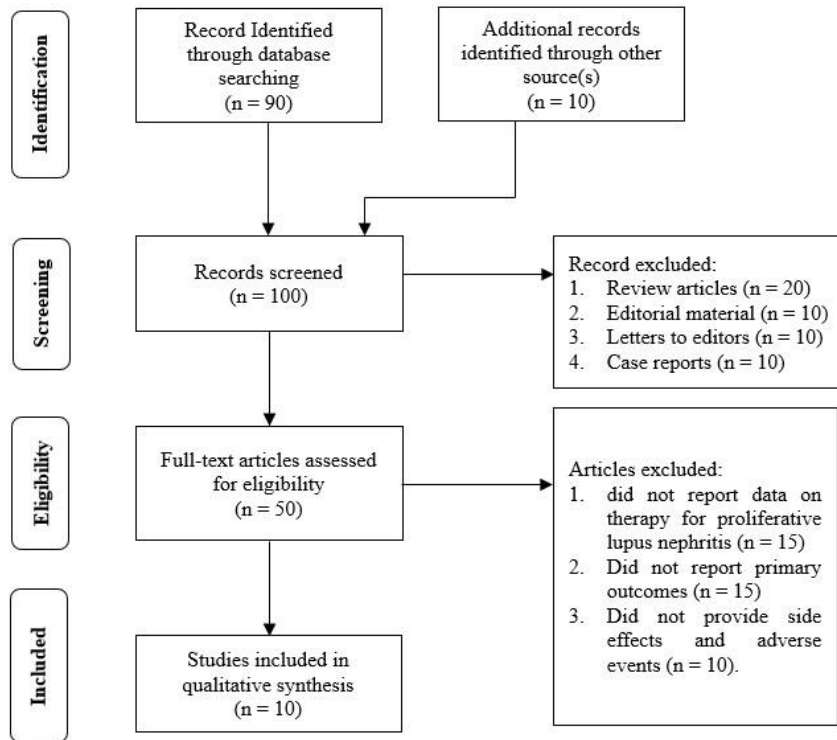 Identification
Record Identified
through database
searching
(n = 90)
Additional records
identified through other
source(s)
(n = 10)
Screening
Records screened
(n = 100)
Record excluded:
1. Review articles (n = 20)
2. Editorial material (n = 10)
3. Letters to editors (n = 10)
4. Case reports (n = 10)
Eligibility
Full-text articles assessed
for eligibility
(n = 50)
Articles excluded:
1. did not report data on
therapy for proliferative
lupus nephritis (n = 15)
2. Did not report primary
outcomes (n = 15)
3. Did not provide side
effects and adverse
events (n = 10).
Included
Studies included in
qualitative synthesis
(n = 10)